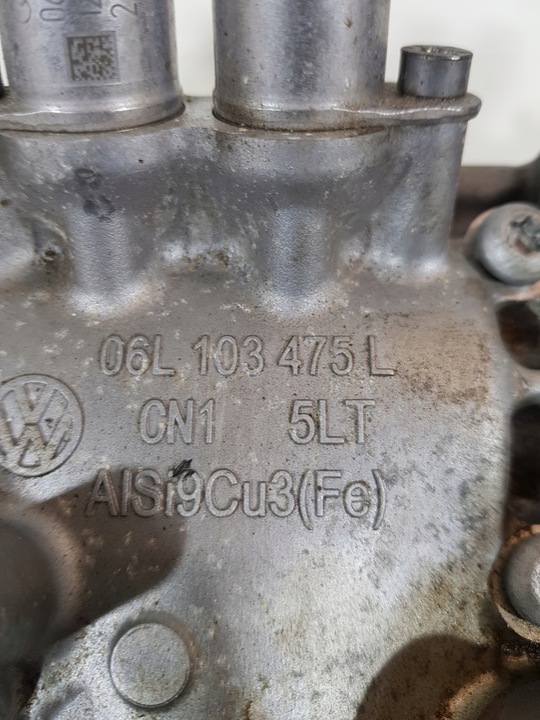 06L 103 475 L
CN1 5LT
AlSi9Cu3(Fe)